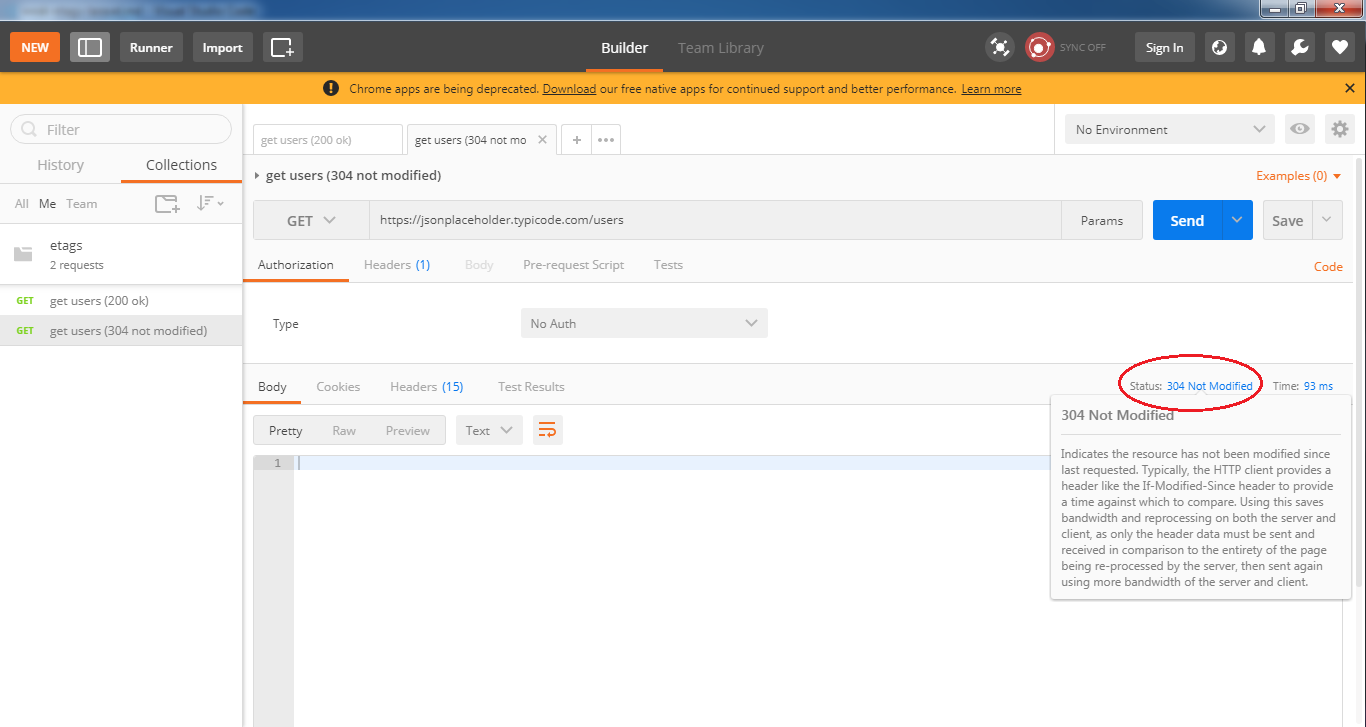 NEW Runner Import Builder Team Library SYNC OFF Sign In
Chrome apps are being deprecated. Download our free native apps for continued support and better performance. Learn more
Filter
History Collections
All Me Team
etags
2 requests
GET get users (200 ok)
GET get users (304 not modified)
get users (200 ok) get users (304 not mo
No Environment
get users (304 not modified) Examples (0)
GET https://jsonplaceholder.typicode.com/users Params Send Save
Authorization Headers (1) Body Pre-request Script Tests Code
Type No Auth
Body Cookies Headers (15) Test Results Status: 304 Not Modified Time: 93 ms
Pretty Raw Preview Text
1
304 Not Modified
Indicates the resource has not been modified since
last requested. Typically, the HTTP client provides a
header like the If-Modified-Since header to provide
a time against which to compare. Using this saves
bandwidth and reprocessing on both the server and
client, as only the header data must be sent and
received in comparison to the entirety of the page
being re-processed by the server, then sent again
using more bandwidth of the server and client.